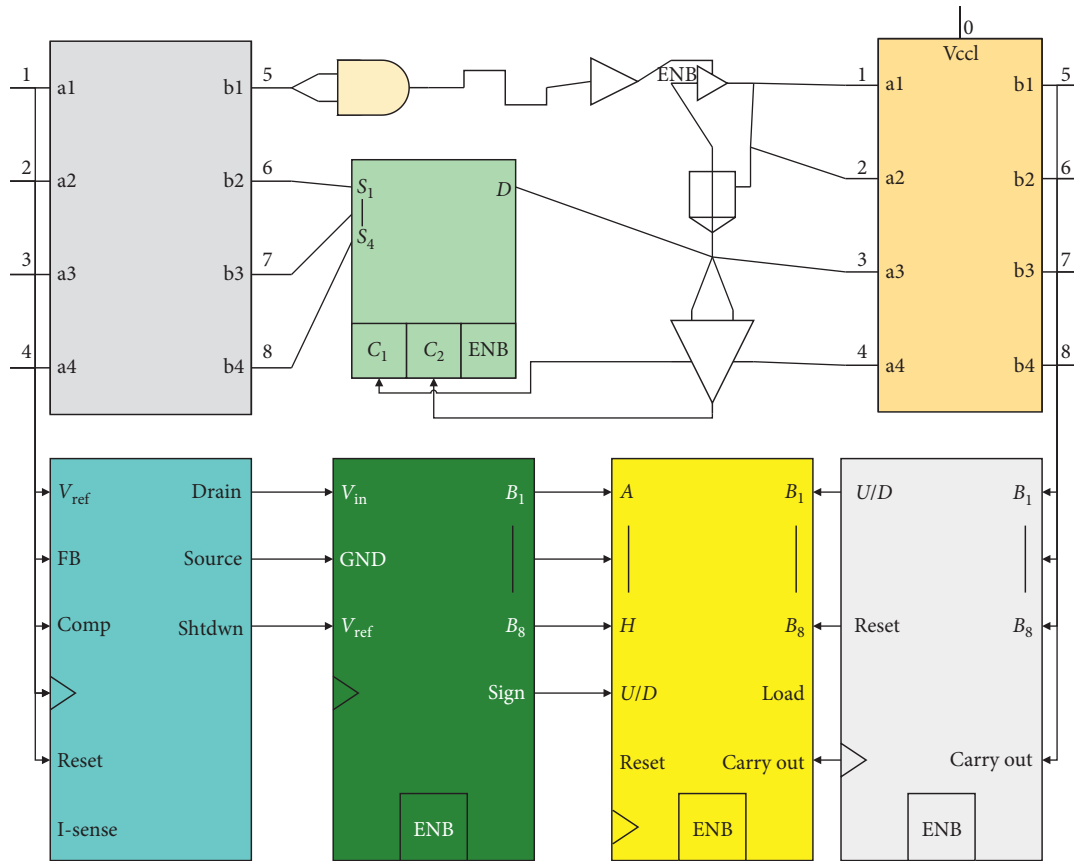 0
1
a1
b1
5
ENB
1
Vccl
a1
b1
5
2
a2
b2
6
S1
D
2
a2
b2
6
S4
3
a3
b3
7
3
a3
b3
7
4
a4
b4
8
C1
C2
ENB
4
a4
b4
8
Vref
Drain
Vin
B1
A
B1
U/D
B1
FB
Source
GND
Comp
Shtdwn
Vref
B8
H
B8
Reset
B8
Sign
U/D
Load
Reset
Reset
Carry out
Carry out
I-sense
ENB
ENB
ENB